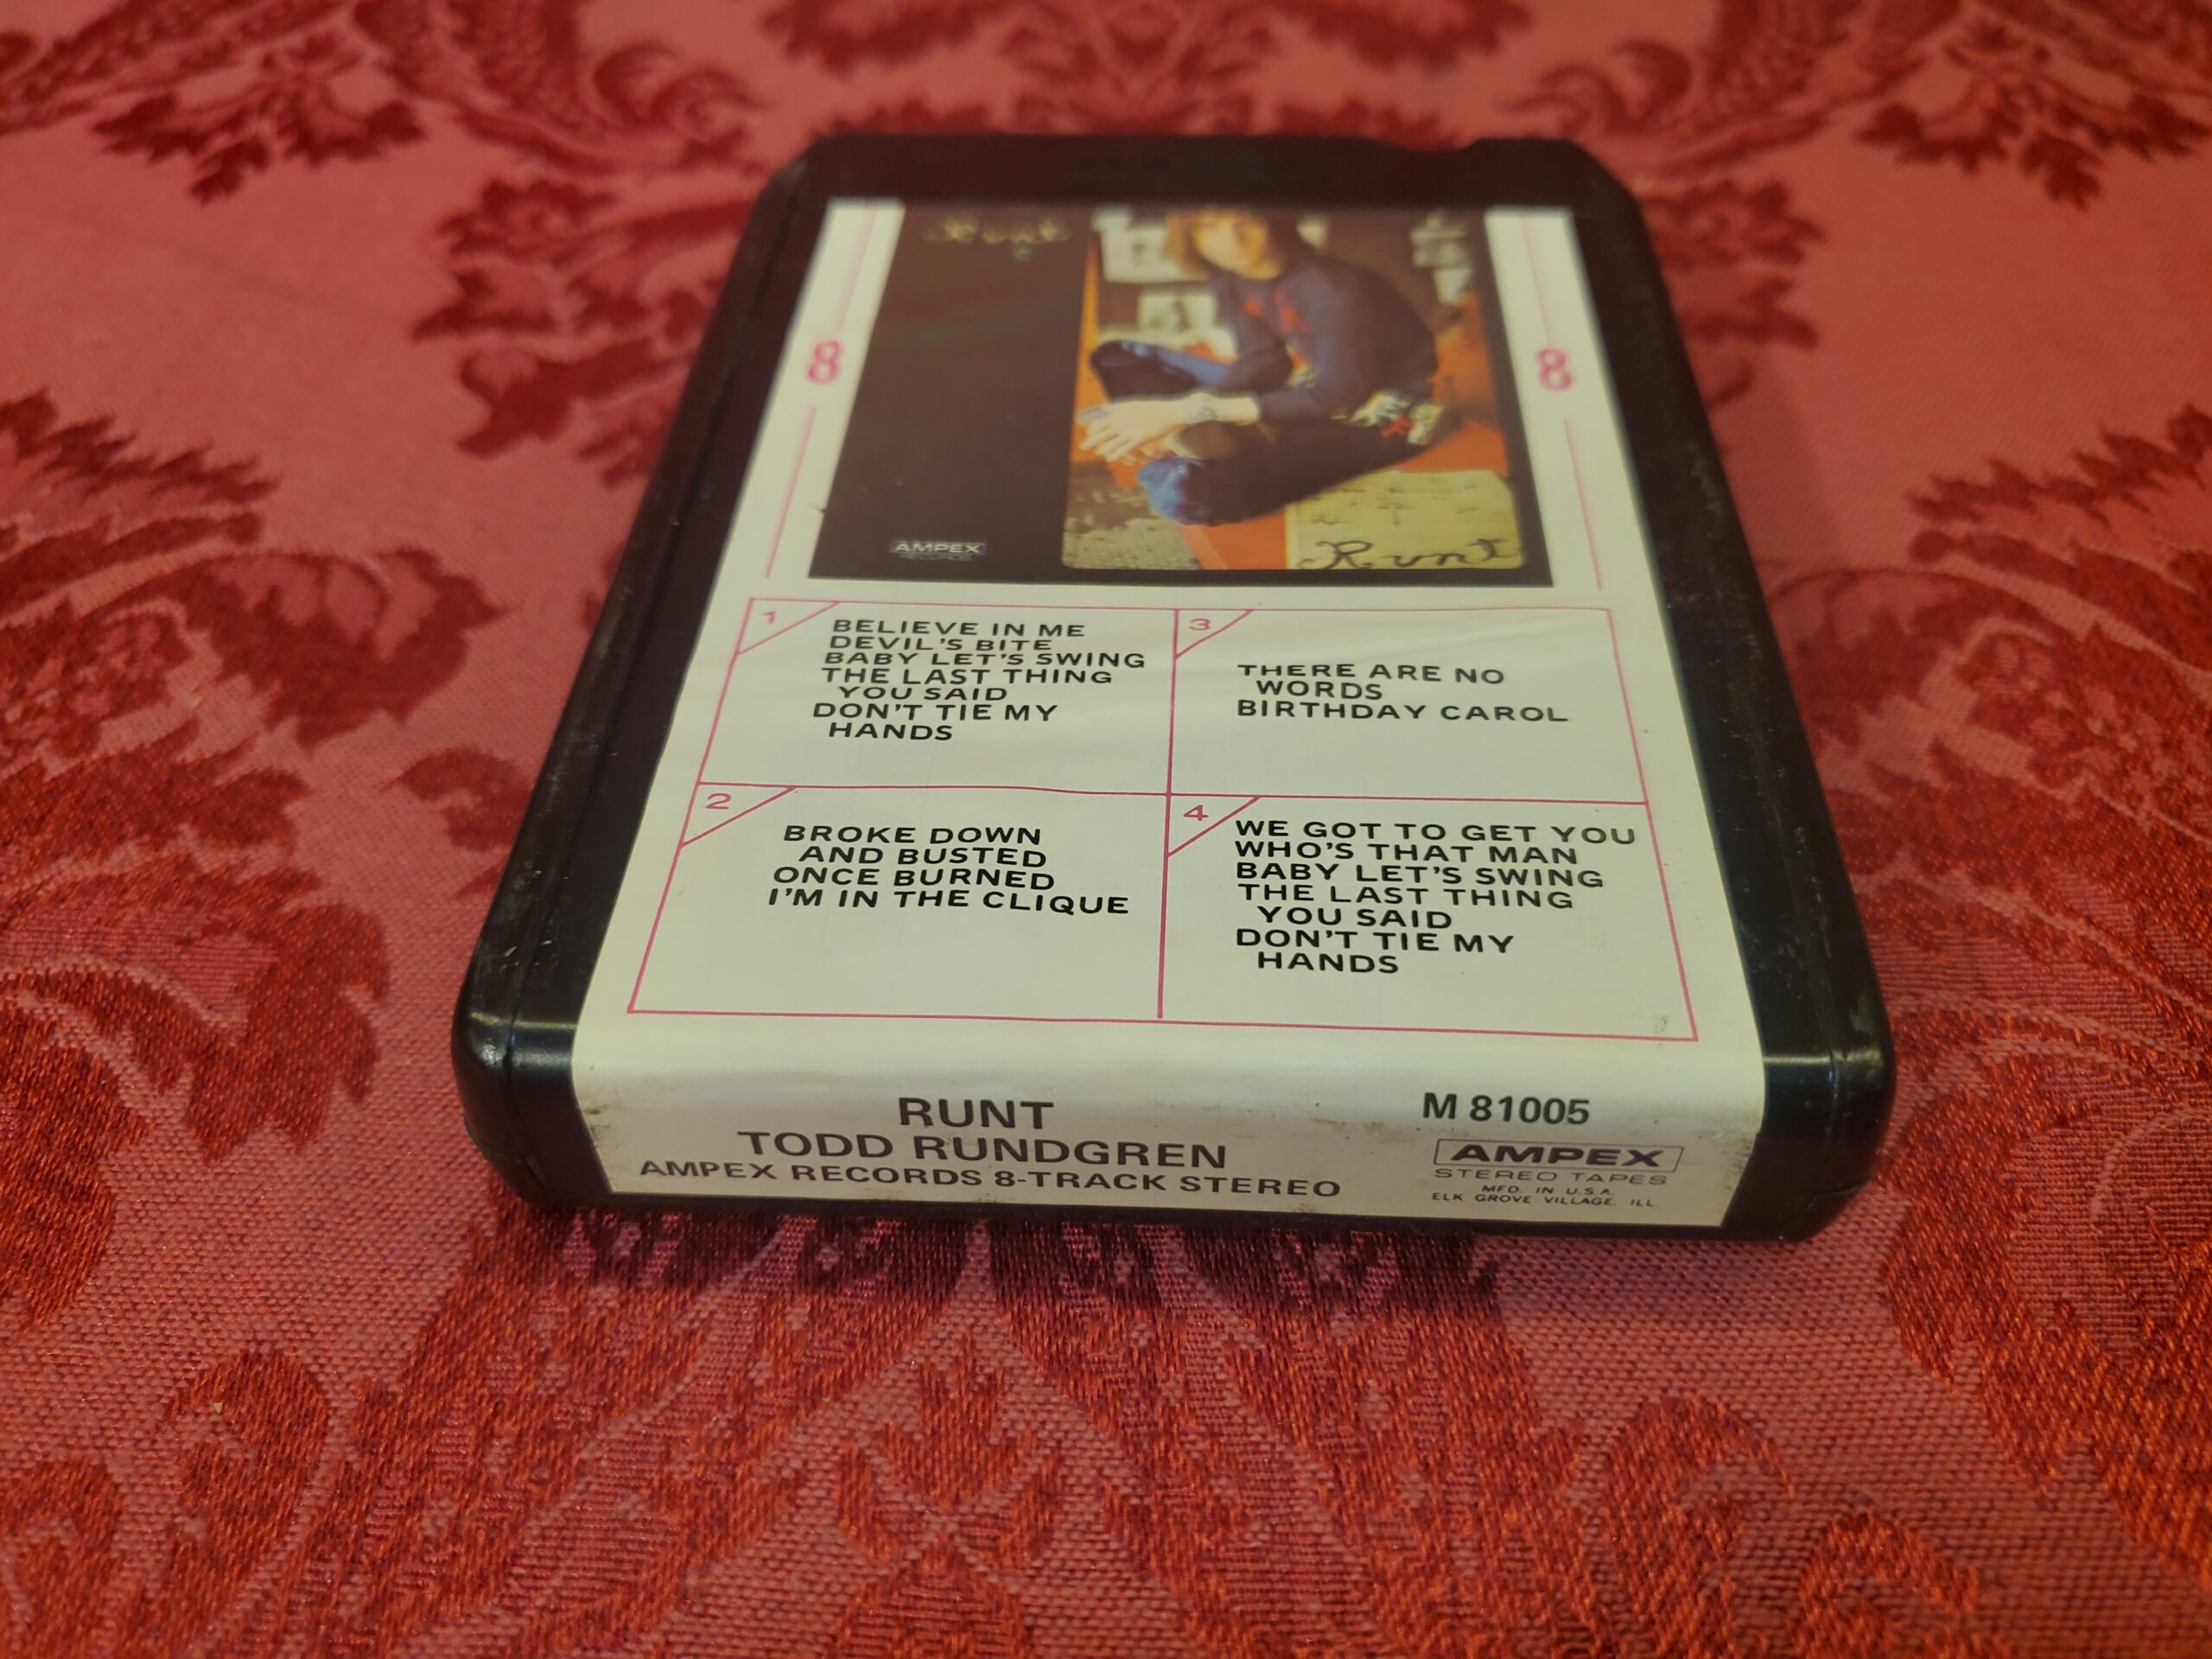 Runt
8
8
AMPEX
RECORDS
Runt
1
BELIEVE IN ME
DEVIL'S BITE
BABY LET'S SWING
THE LAST THING
YOU SAID
DON'T TIE MY
HANDS
3
THERE ARE NO
WORDS
BIRTHDAY CAROL
2
BROKE DOWN
AND BUSTED
ONCE BURNED
I'M IN THE CLIQUE
4
WE GOT TO GET YOU
WHO'S THAT MAN
BABY LET'S SWING
THE LAST THING
YOU SAID
DON'T TIE MY
HANDS
RUNT
TODD RUNDGREN
AMPEX RECORDS 8-TRACK STEREO
M 81005
AMPEX
STEREO TAPES
MFD. IN U.S.A.
ELK GROVE VILLAGE, ILL.